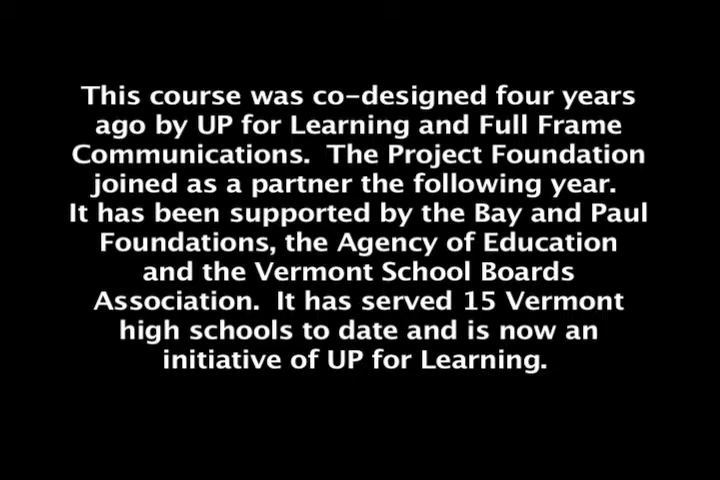 This course was co-designed four years
ago by UP for Learning and Full Frame
Communications.  The Project Foundation
joined as a partner the following year.
It has been supported by the Bay and Paul
Foundations, the Agency of Education
and the Vermont School Boards
Association.  It has served 15 Vermont
high schools to date and is now an
initiative of UP for Learning.